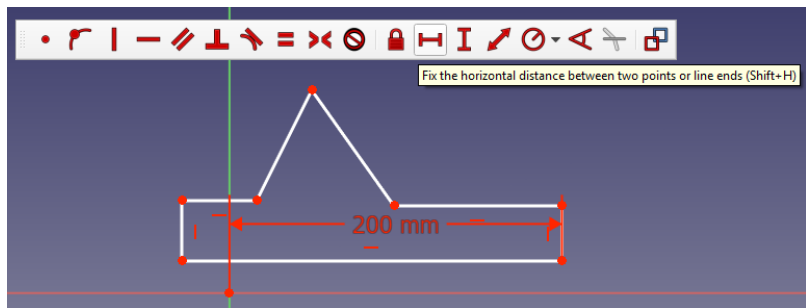 Fix the horizontal distance between two points or line ends (Shift+H)
200 mm